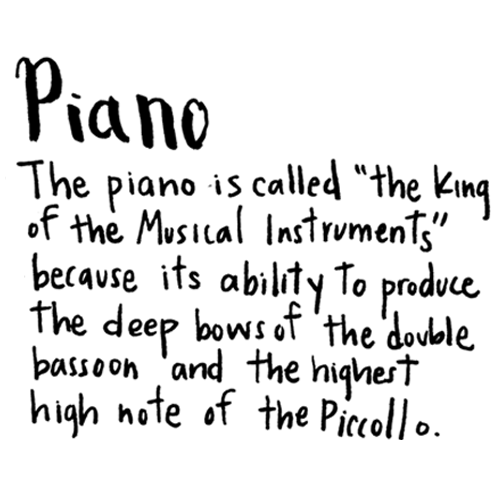 Piano
The piano is called "the King
of the Musical Instruments"
because its ability to produce
the deep bows of the double
bassoon and the highest
high note of the Piccollo.